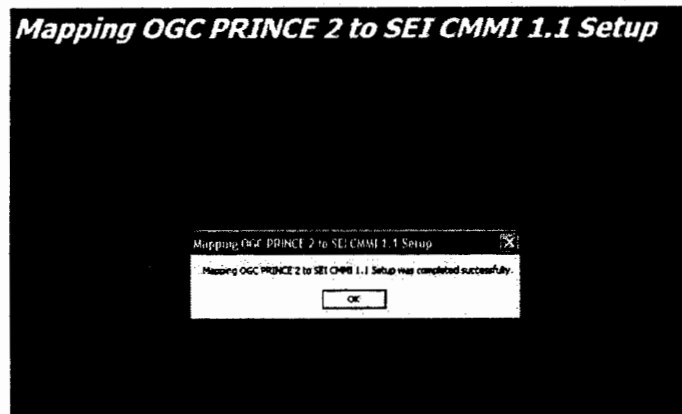 Mapping OGC PRINCE 2 to SEI CMMI 1.1 Setup
Mapping OGC PRINCE 2 to SEI CMMI 1.1 Setup
Mapping OGC PRINCE 2 to SEI CMMI 1.1 Setup was completed successfully.
OK